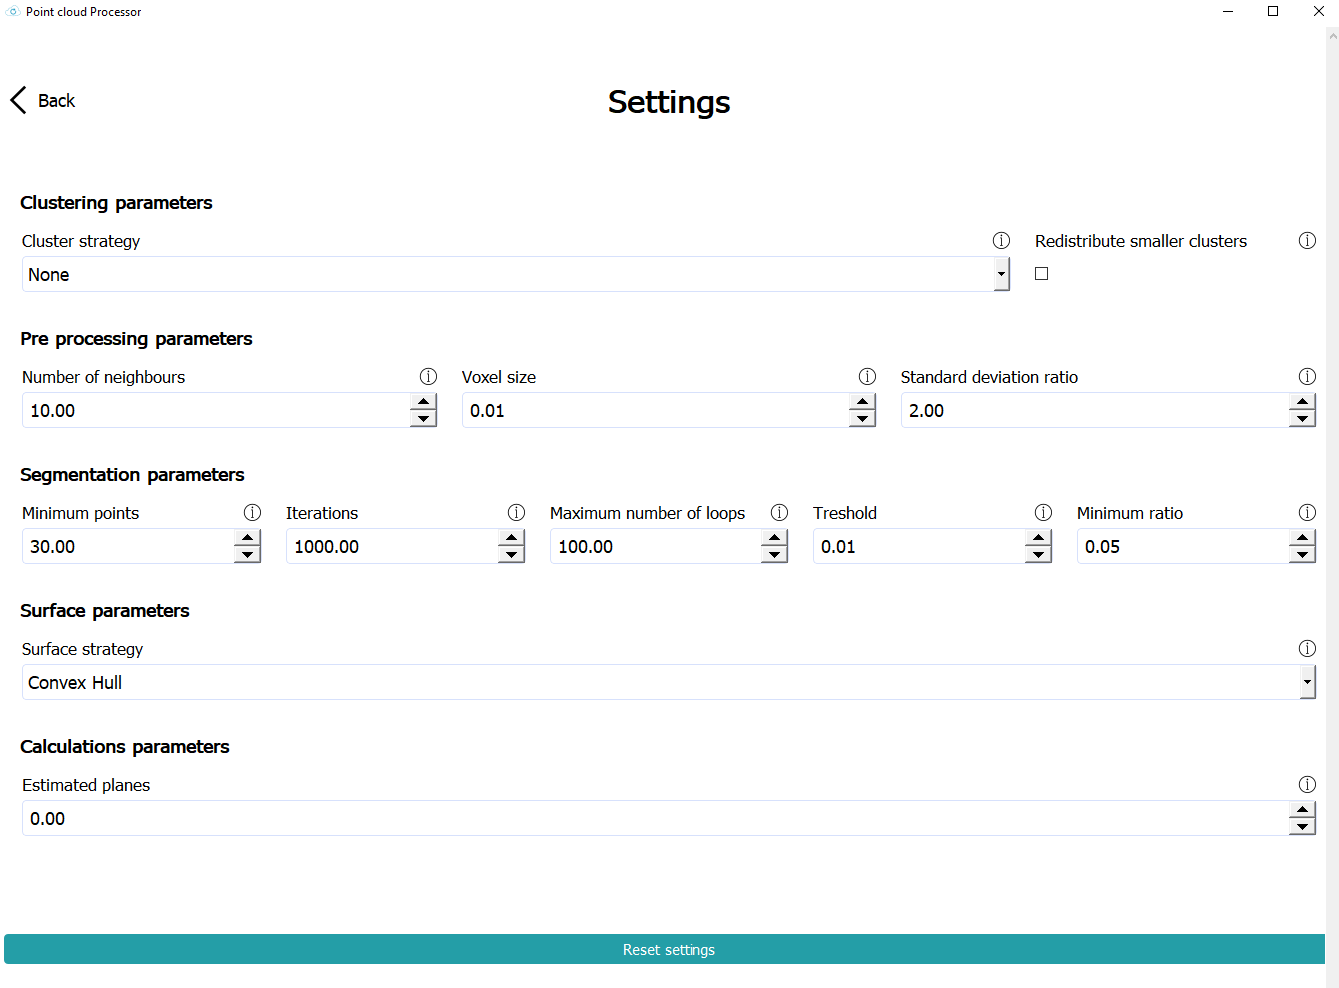 Point cloud Processor
Back
Settings
Clustering parameters
Cluster strategy
Redistribute smaller clusters
None
Pre processing parameters
Number of neighbours
Voxel size
Standard deviation ratio
10.00
0.01
2.00
Segmentation parameters
Minimum points
Iterations
Maximum number of loops
Treshold
Minimum ratio
30.00
1000.00
100.00
0.01
0.05
Surface parameters
Surface strategy
Convex Hull
Calculations parameters
Estimated planes
0.00
Reset settings